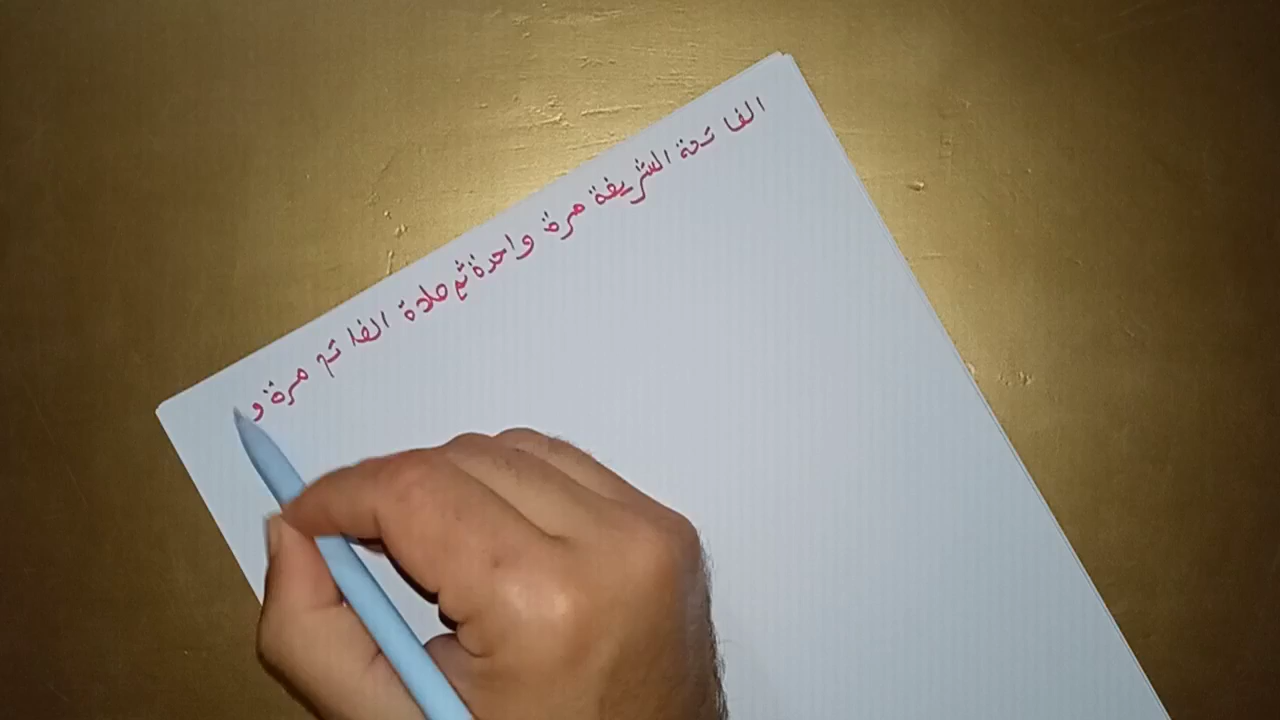 الفاتحة الشريفة مرة واحدة ثم صلاة الفاتح مرة و